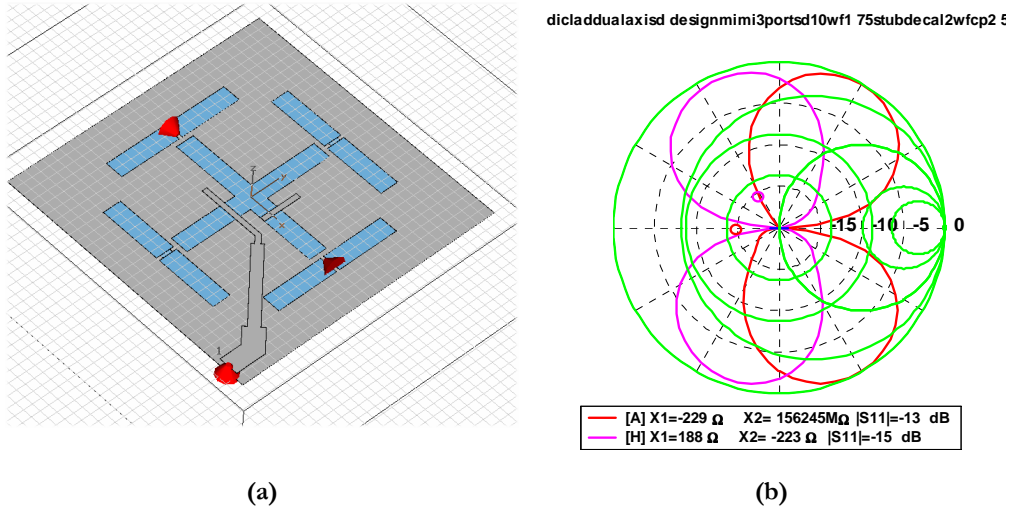 dicladdualaxisd designmimi3portsd10wf1 75stubdecal2wfcp2 5
z
y
x
1
-15 -10 -5 0
[A] X1=-229 Ω X2= 156245MΩ |S11|=-13 dB
[H] X1=188 Ω X2= -223 Ω |S11|=-15 dB
(a) (b)